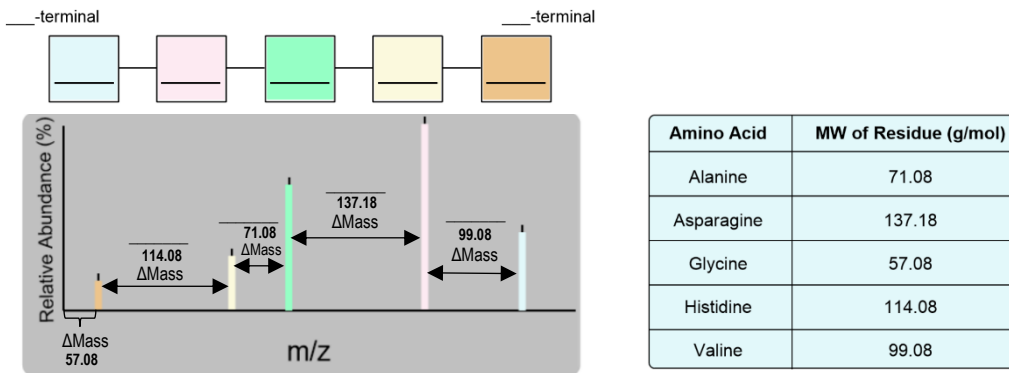 ___-terminal
___-terminal
Relative Abundance (%)
114.08
ΔMass
71.08
ΔMass
137.18
ΔMass
99.08
ΔMass
ΔMass
57.08
m/z
Amino Acid MW of Residue (g/mol)
Alanine 71.08
Asparagine 137.18
Glycine 57.08
Histidine 114.08
Valine 99.08